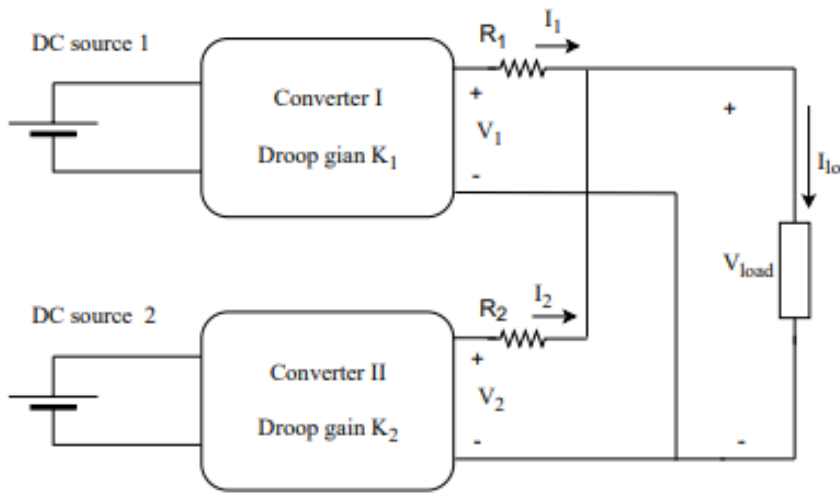 DC source 1
Converter I
Droop gian K1
R1
I1
+
V1
-
+
Ilo
Vload
DC source 2
Converter II
Droop gain K2
R2
I2
+
V2
-
-